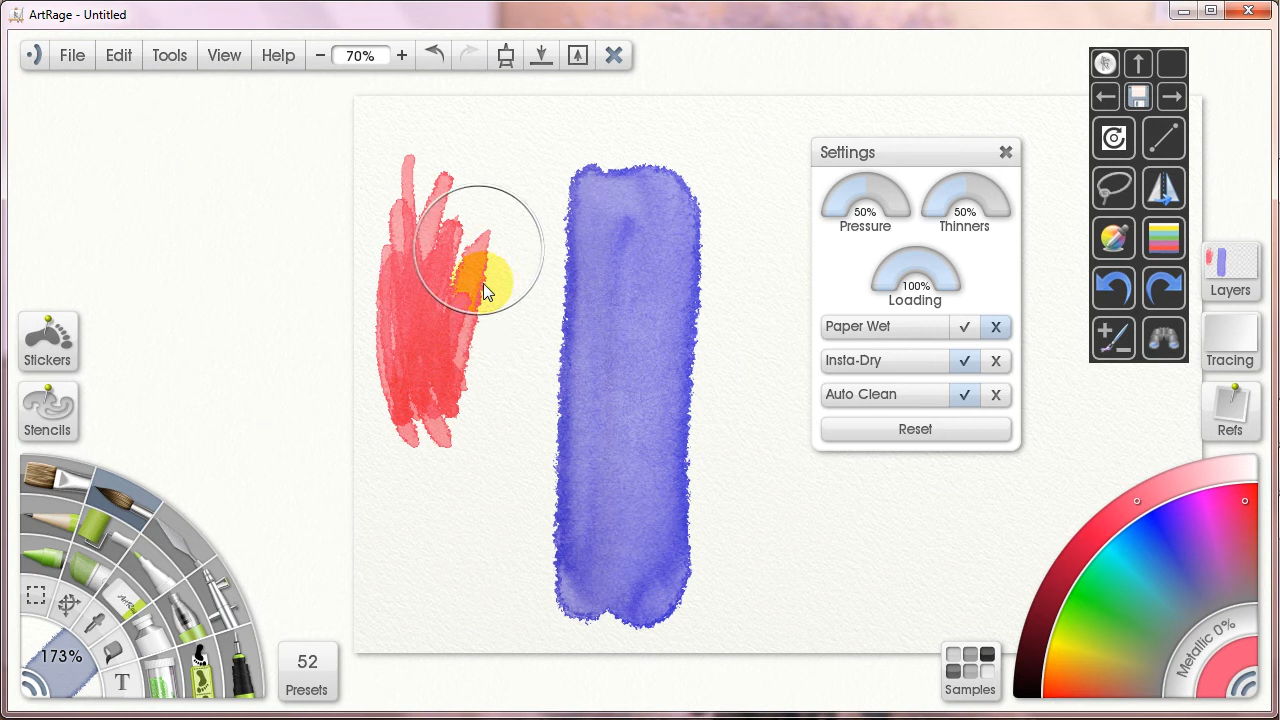 ArtRage - Untitled
File Edit Tools View Help − 70% +
Settings
50% 50%
Pressure Thinners
100%
Loading
Paper Wet ✓ X
Insta-Dry ✓ X
Auto Clean ✓ X
Reset
Layers
Tracing
Refs
Stickers
Stencils
173%
T
52
Presets
Samples
Metallic 0%